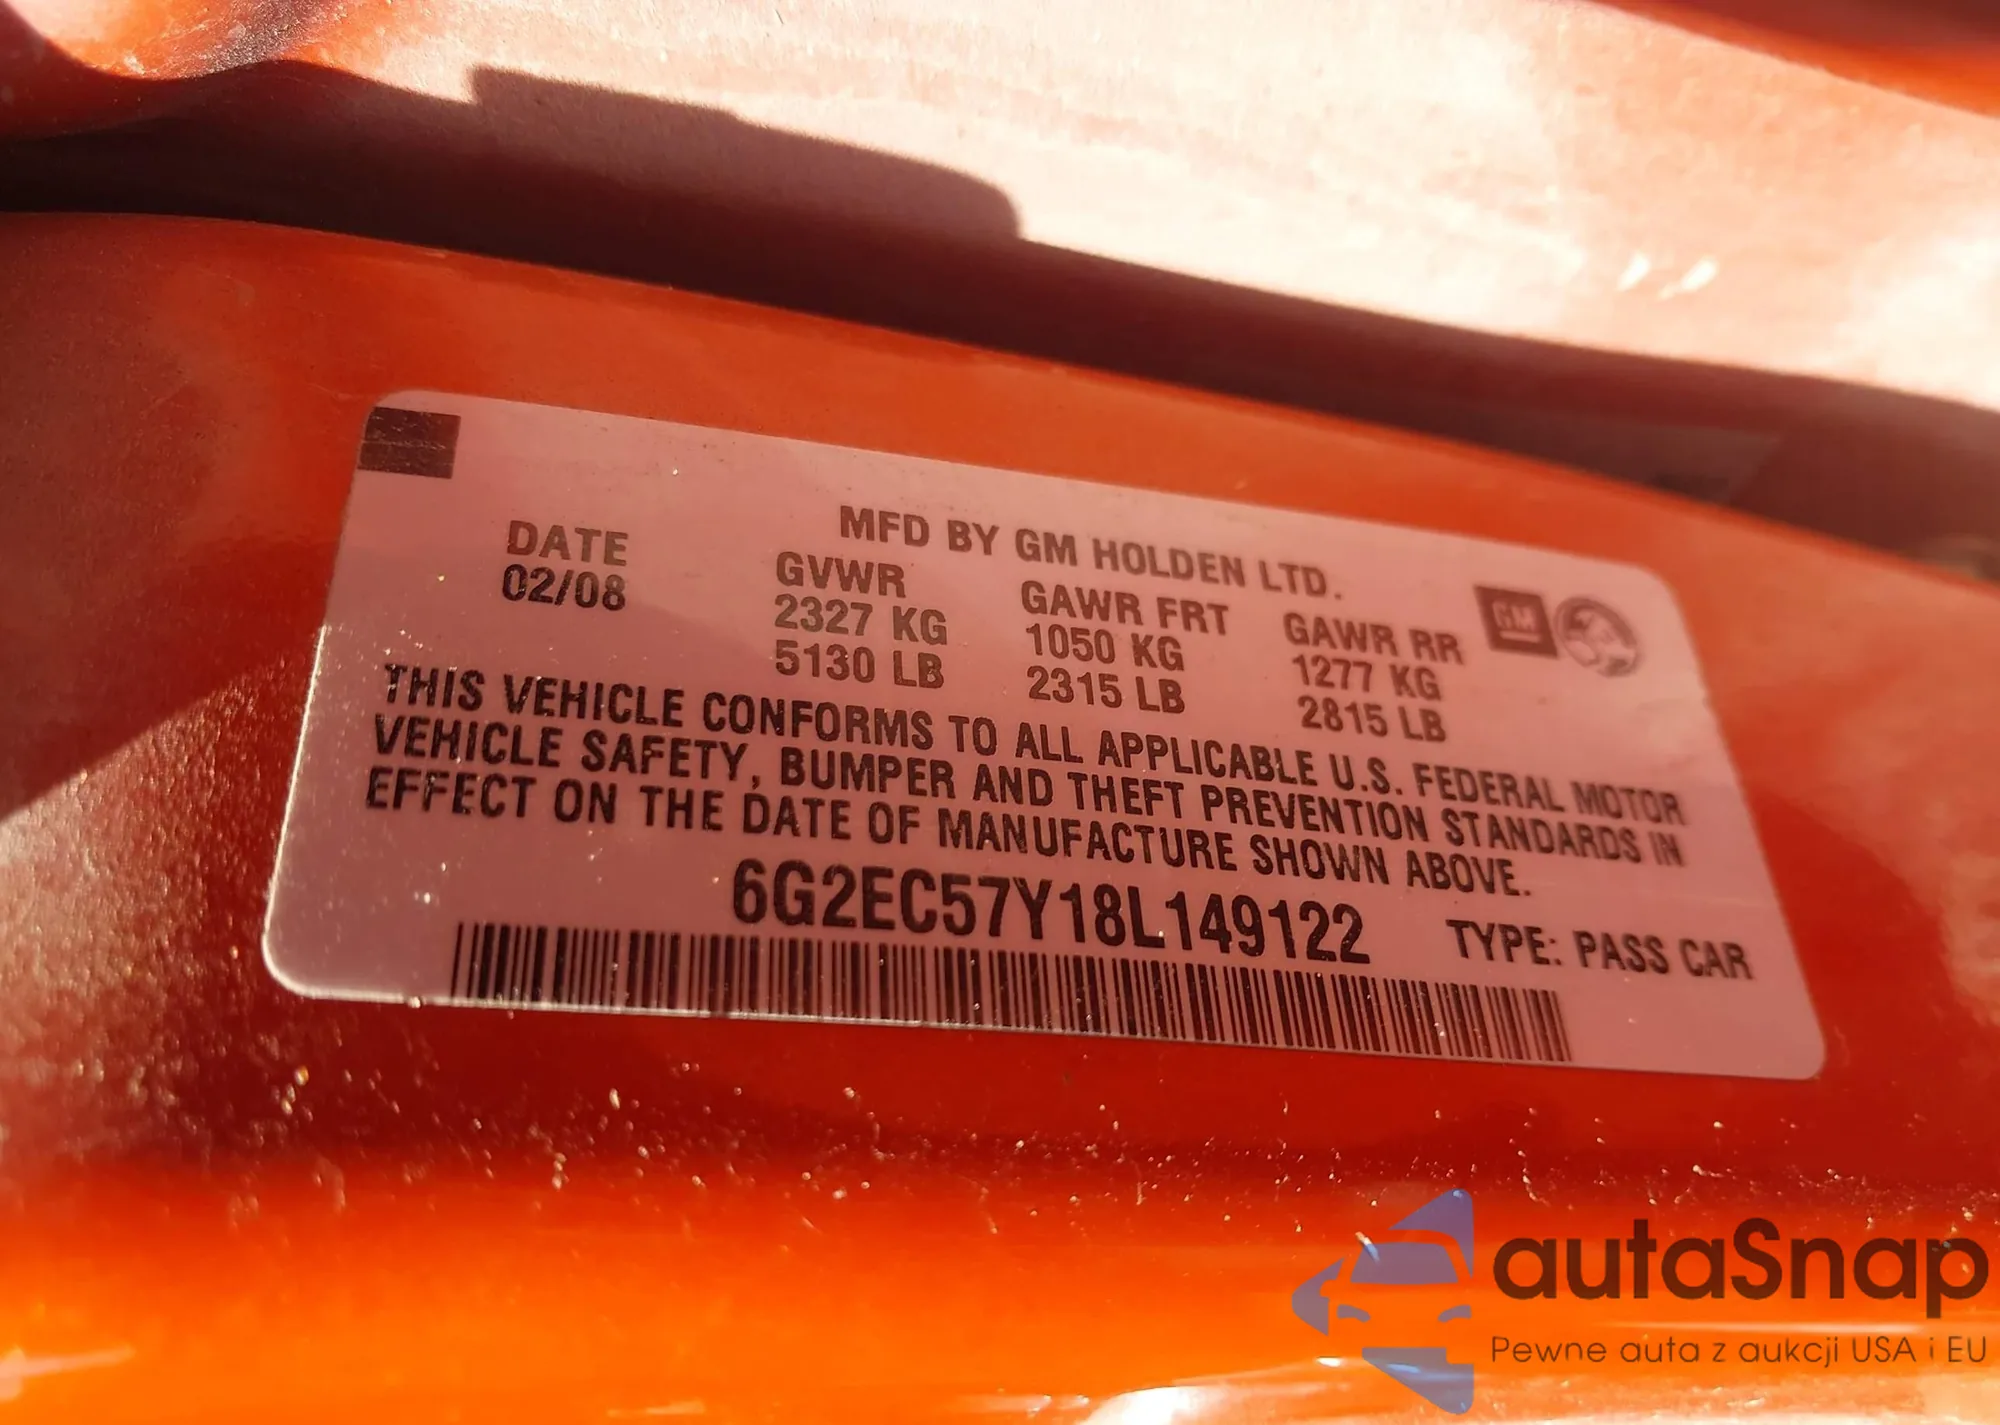 MFD BY GM HOLDEN LTD.
DATE
02/08
GVWR
2327 KG
5130 LB
GAWR FRT
1050 KG
2315 LB
GAWR RR
1277 KG
2815 LB
GM
THIS VEHICLE CONFORMS TO ALL APPLICABLE U.S. FEDERAL MOTOR
VEHICLE SAFETY, BUMPER AND THEFT PREVENTION STANDARDS IN
EFFECT ON THE DATE OF MANUFACTURE SHOWN ABOVE.
6G2EC57Y18L149122
TYPE: PASS CAR
autaSnap
Pewne auta z aukcji USA i EU